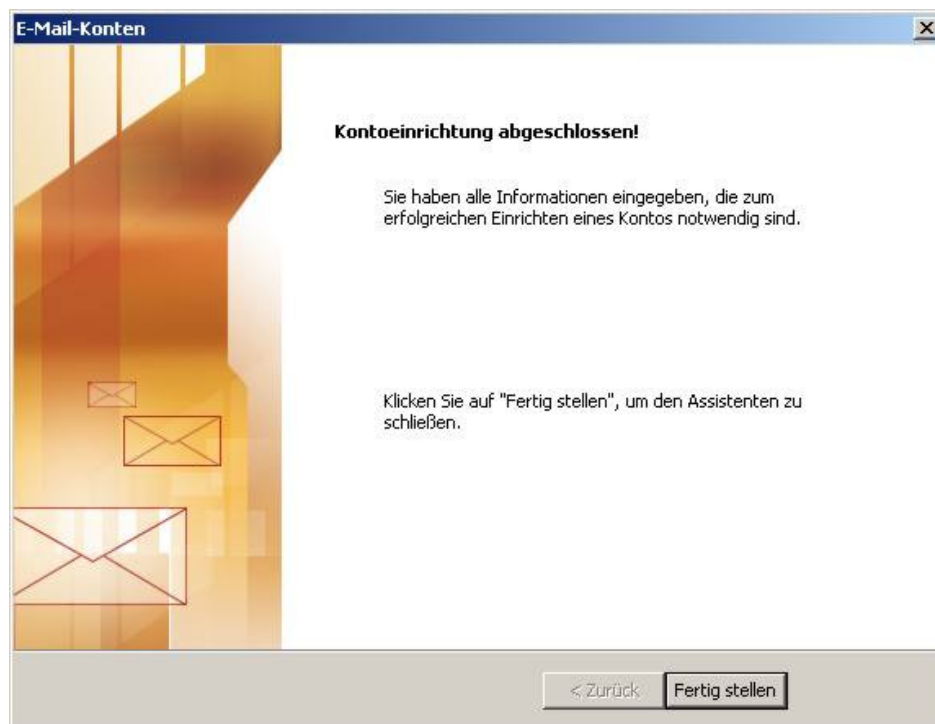 E-Mail-Konten
Kontoeinrichtung abgeschlossen!
Sie haben alle Informationen eingegeben, die zum
erfolgreichen Einrichten eines Kontos notwendig sind.
Klicken Sie auf "Fertig stellen", um den Assistenten zu
schließen.
< Zurück Fertig stellen